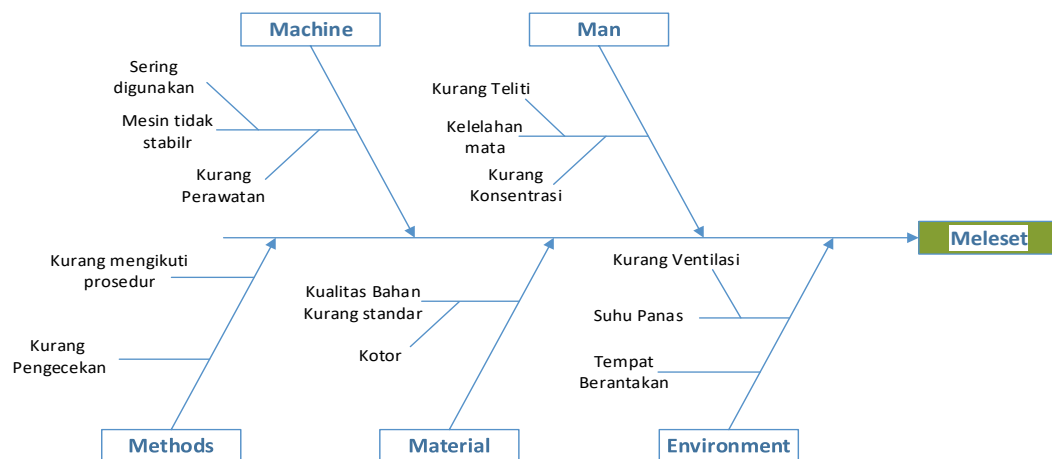 Machine
Man
Sering
digunakan
Mesin tidak
stabilr
Kurang
Perawatan
Kurang Teliti
Kelelahan
mata
Kurang
Konsentrasi
Meleset
Kurang mengikuti
prosedur
Kurang
Pengecekan
Kualitas Bahan
Kurang standar
Kotor
Kurang Ventilasi
Suhu Panas
Tempat
Berantakan
Methods
Material
Environment